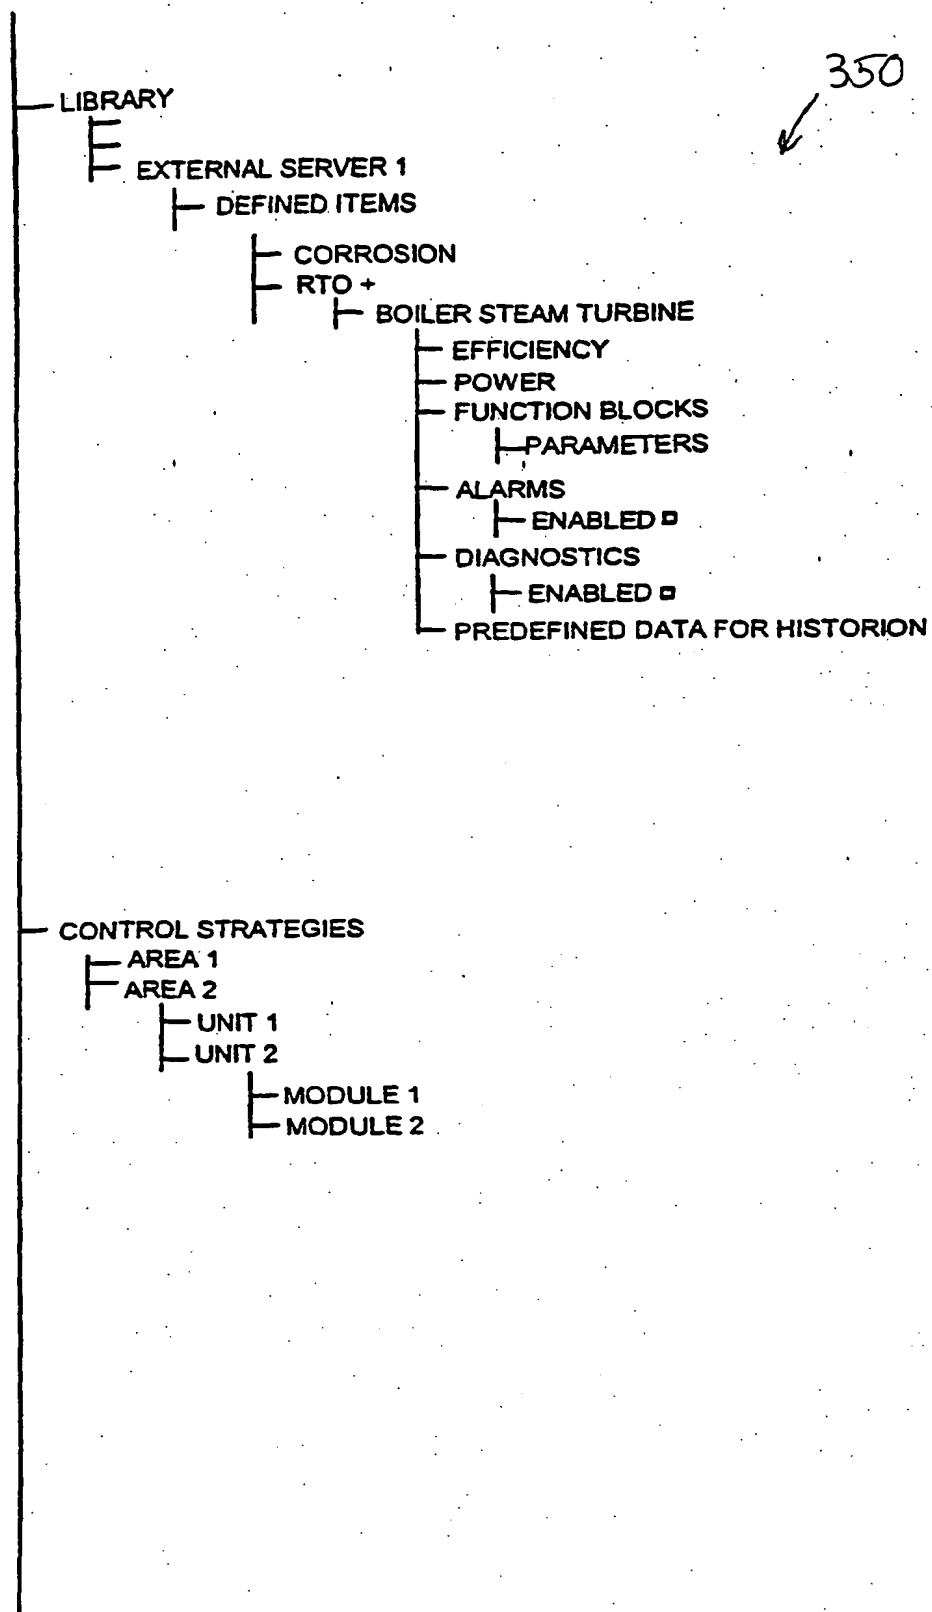 350
LIBRARY
EXTERNAL SERVER 1
DEFINED ITEMS
CORROSION
RTO +
BOILER STEAM TURBINE
EFFICIENCY
POWER
FUNCTION BLOCKS
PARAMETERS
ALARMS
ENABLED
DIAGNOSTICS
ENABLED
PREDEFINED DATA FOR HISTORION
CONTROL STRATEGIES
AREA 1
AREA 2
UNIT 1
UNIT 2
MODULE 1
MODULE 2